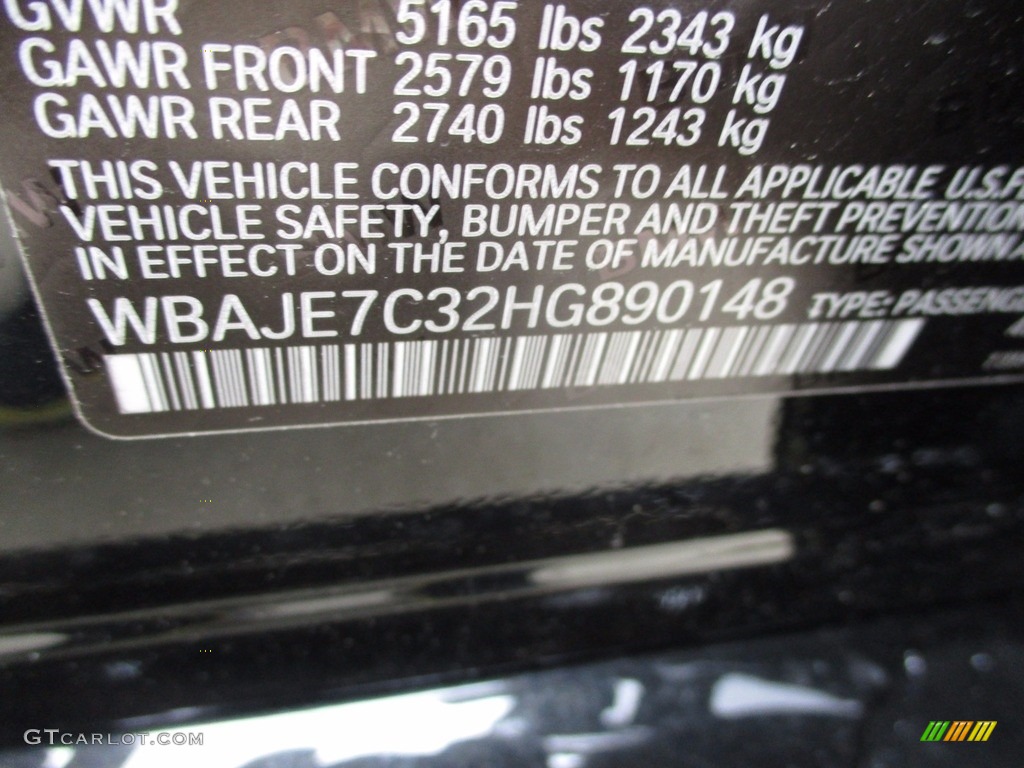 GVWR 5165 lbs 2343 kg
GAWR FRONT 2579 lbs 1170 kg
GAWR REAR 2740 lbs 1243 kg
THIS VEHICLE CONFORMS TO ALL APPLICABLE U.S.F
VEHICLE SAFETY, BUMPER AND THEFT PREVENTION
IN EFFECT ON THE DATE OF MANUFACTURE SHOWN A
WBAJE7C32HG890148 TYPE: PASSENGE
GTCARLOT.COM